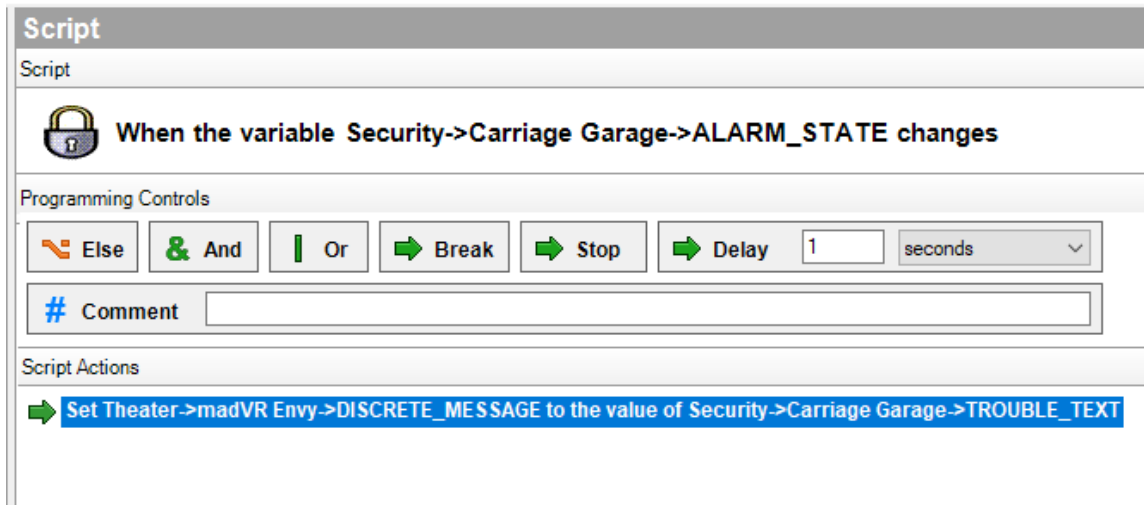 Script
Script
When the variable Security->Carriage Garage->ALARM_STATE changes
Programming Controls
Else & And Or Break Stop Delay 1 seconds
# Comment
Script Actions
Set Theater->madVR Envy->DISCRETE_MESSAGE to the value of Security->Carriage Garage->TROUBLE_TEXT